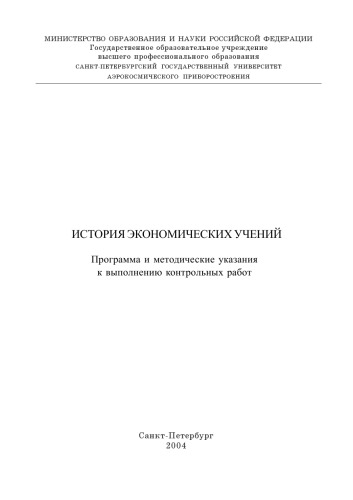 МИНИСТЕРСТВО ОБРАЗОВАНИЯ И НАУКИ РОССИЙСКОЙ ФЕДЕРАЦИИ
Государственное образовательное учреждение
высшего профессионального образования
САНКТ-ПЕТЕРБУРГСКИЙ ГОСУДАРСТВЕННЫЙ УНИВЕРСИТЕТ
АЭРОКОСМИЧЕСКОГО ПРИБОРОСТРОЕНИЯ
ИСТОРИЯ ЭКОНОМИЧЕСКИХ УЧЕНИЙ
Программа и методические указания
к выполнению контрольных работ
Санкт-Петербург
2004